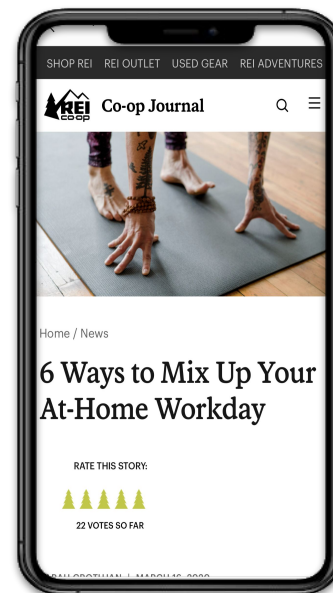 SHOP REI REI OUTLET USED GEAR REI ADVENTURES
REI
co-op
Co-op Journal
Home / News
6 Ways to Mix Up Your
At-Home Workday
RATE THIS STORY:
22 VOTES SO FAR